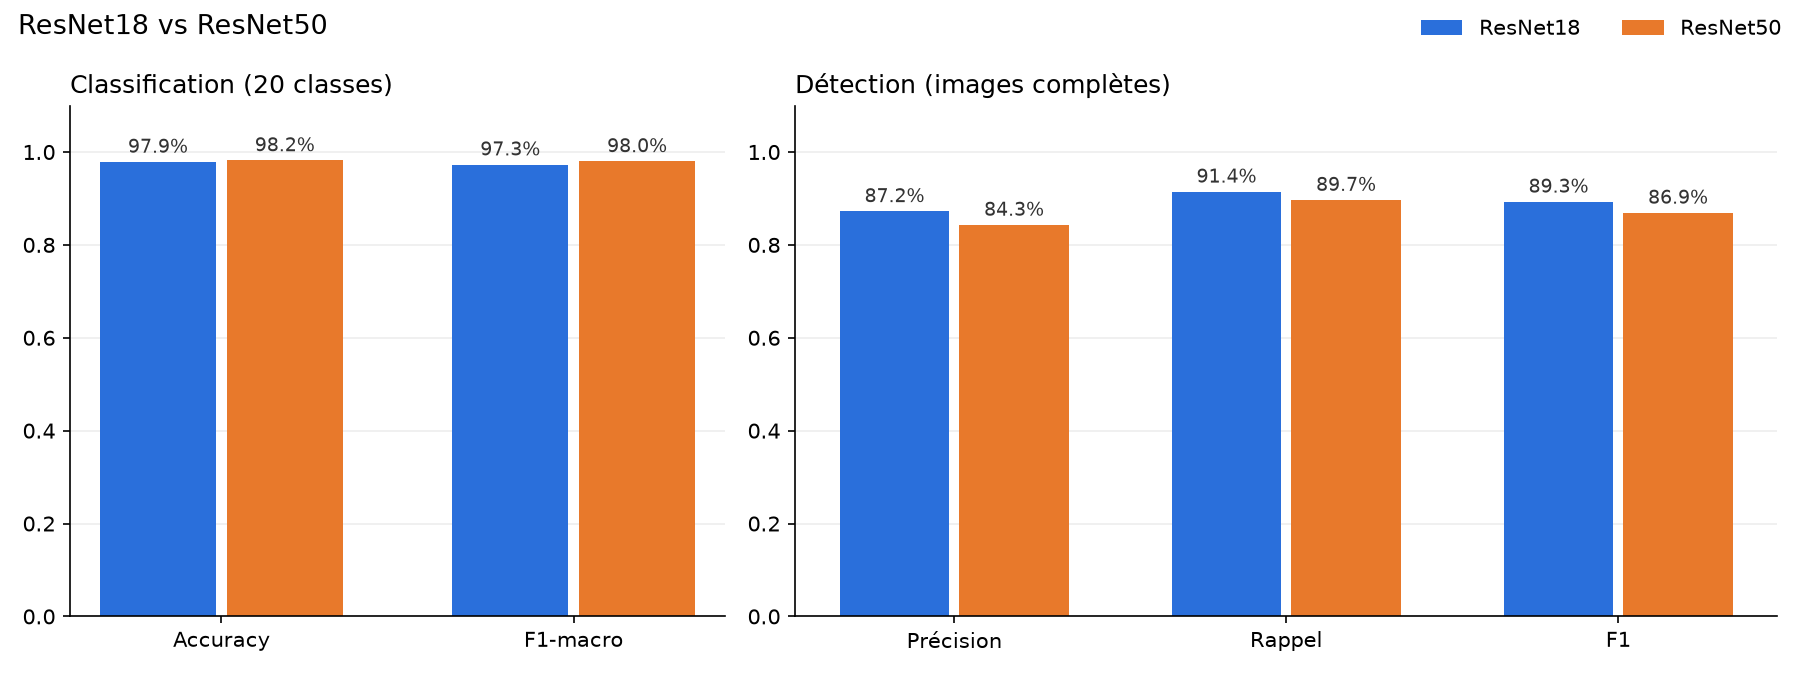 ResNet18 vs ResNet50
ResNet18
ResNet50
Classification (20 classes)
1.0
0.8
0.6
0.4
0.2
0.0
97.9%
98.2%
97.3%
98.0%
Accuracy
F1-macro
Détection (images complètes)
1.0
0.8
0.6
0.4
0.2
0.0
87.2%
84.3%
91.4%
89.7%
89.3%
86.9%
Précision
Rappel
F1